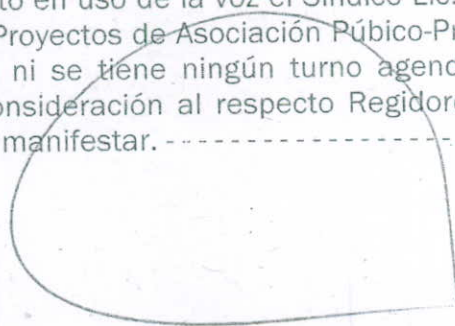 to en uso de la voz el Síndico Lic.
Proyectos de Asociación Púbico-Pr
ni se tiene ningún turno agend
onsideración al respecto Regidor
manifestar. - - - - - - - - - - - - - - - - - - - -